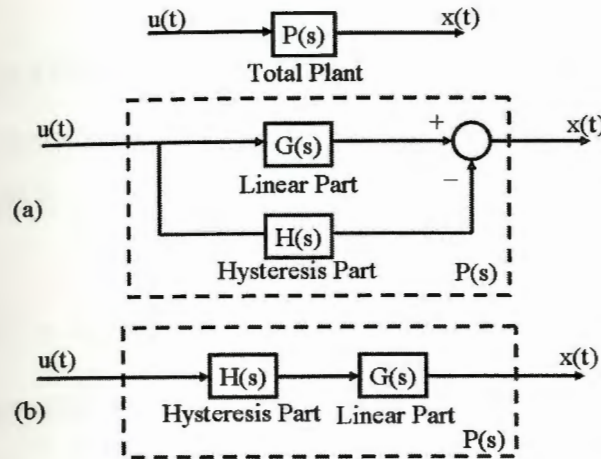 u(t) P(s) x(t)
Total Plant
u(t) G(s) + x(t)
Linear Part −
(a)
H(s)
Hysteresis Part P(s)
u(t) H(s) G(s) x(t)
(b) Hysteresis Part Linear Part
P(s)